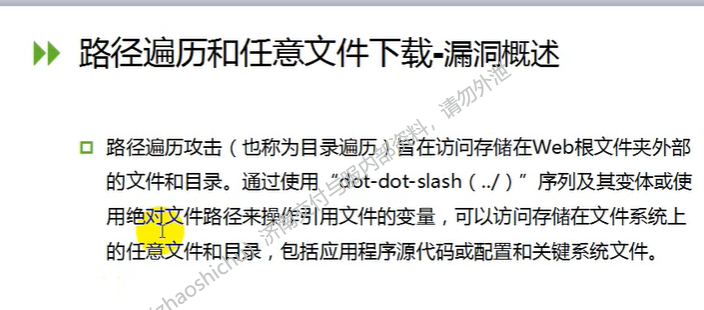 路径遍历和任意文件下载-漏洞概述
路径遍历攻击（也称为目录遍历）旨在访问存储在Web根文件夹外部
的文件和目录。通过使用“dot-dot-slash（../）”序列及其变体或使
用绝对文件路径来操作引用文件的变量，可以访问存储在文件系统上
的任意文件和目录，包括应用程序源代码或配置和关键系统文件。
济南交付与服内部资料，请勿外泄